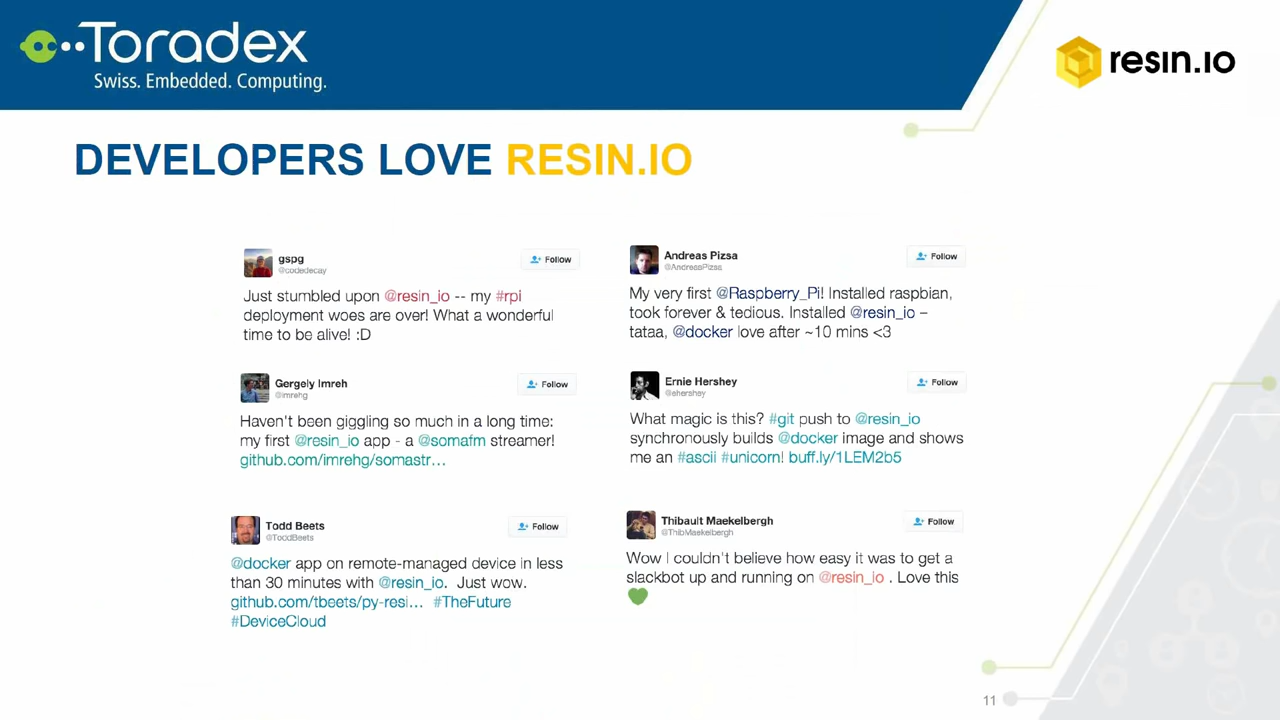 Toradex
Swiss. Embedded. Computing.
resin.io
DEVELOPERS LOVE RESIN.IO
gspg
@codedecay
Follow
Just stumbled upon @resin_io -- my #rpi
deployment woes are over! What a wonderful
time to be alive! :D
Andreas Pizsa
@AndreasPizsa
Follow
My very first @Raspberry_Pi! Installed raspbian,
took forever & tedious. Installed @resin_io –
tataa, @docker love after ~10 mins <3
Gergely Imreh
@imrehg
Follow
Haven't been giggling so much in a long time:
my first @resin_io app - a @somafm streamer!
github.com/imrehg/somastr…
Ernie Hershey
@ehershey
Follow
What magic is this? #git push to @resin_io
synchronously builds @docker image and shows
me an #ascii #unicorn! buff.ly/1LEM2b5
Todd Beets
@ToddBeets
Follow
@docker app on remote-managed device in less
than 30 minutes with @resin_io. Just wow.
github.com/tbeets/py-resi… #TheFuture
#DeviceCloud
Thibault Maekelbergh
@ThibMaekelbergh
Follow
Wow I couldn't believe how easy it was to get a
slackbot up and running on @resin_io . Love this
💚
11